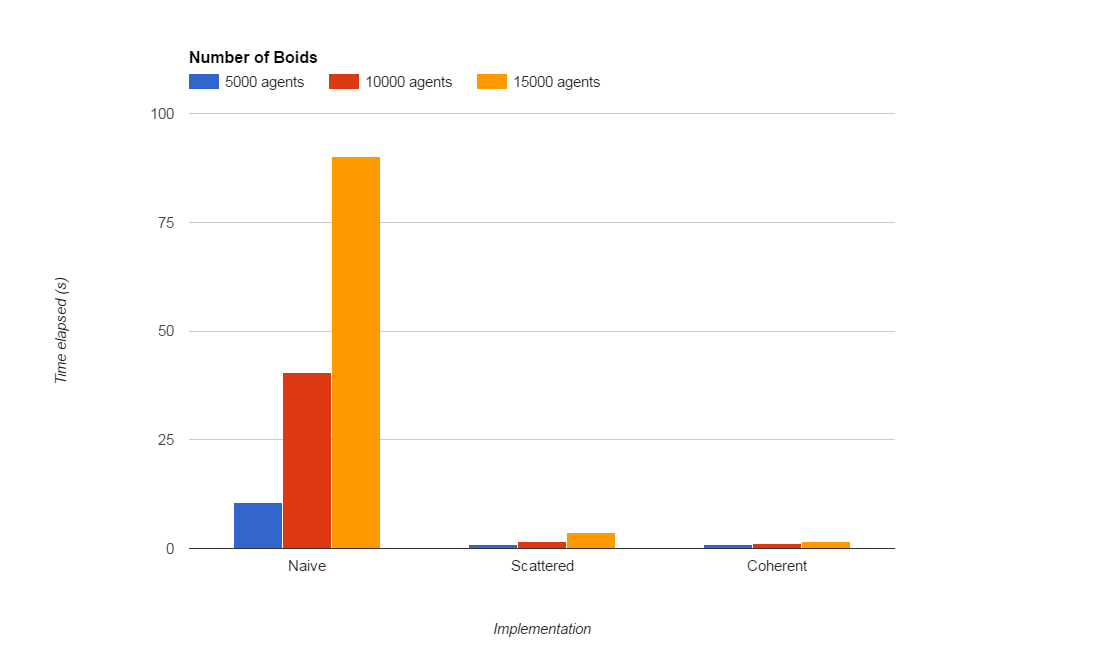 Number of Boids
5000 agents 10000 agents 15000 agents
100
75
50
25
0
Time elapsed (s)
Naive Scattered Coherent
Implementation